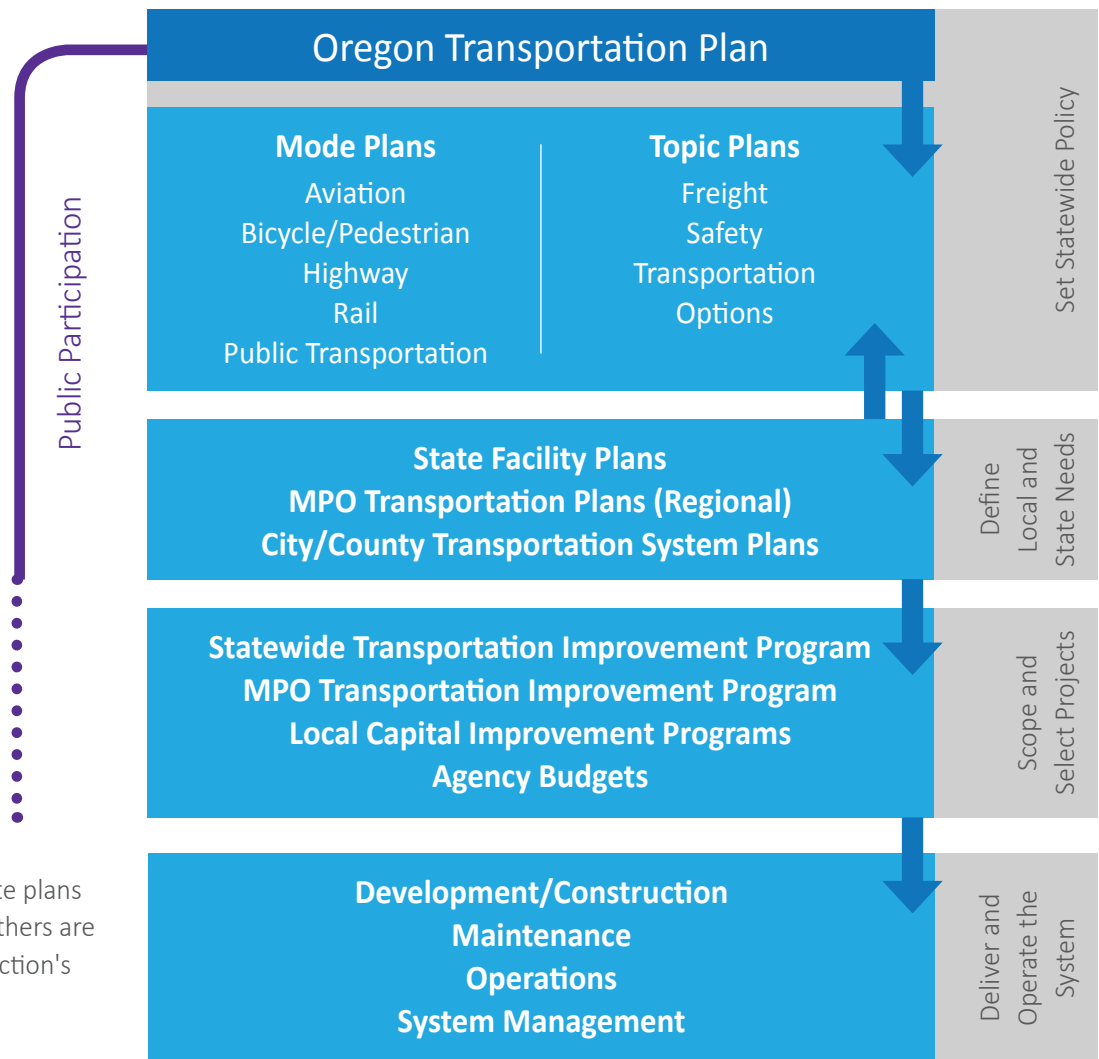 Oregon Transportation Plan
Mode Plans
Aviation
Bicycle/Pedestrian
Highway
Rail
Public Transportation
Topic Plans
Freight
Safety
Transportation
Options
Set Statewide Policy
Public Participation
State Facility Plans
MPO Transportation Plans (Regional)
City/County Transportation System Plans
Define
Local and
State Needs
Statewide Transportation Improvement Program
MPO Transportation Improvement Program
Local Capital Improvement Programs
Agency Budgets
Scope and
Select Projects
plans
are
Development/Construction
Maintenance
Operations
System Management
Deliver and
Operate the
System